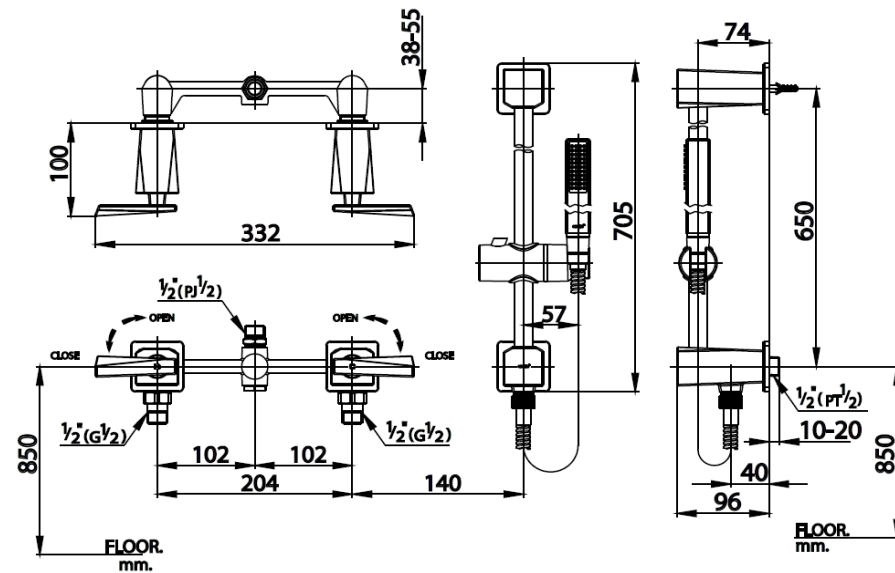 38-55
74
100
332
705
650
57
½"(PJ½)
OPEN
OPEN
CLOSE
CLOSE
½"(G½)
½"(G½)
½"(PT½)
10-20
850
102
102
204
140
40
96
850
FLOOR.
mm.
FLOOR.
mm.